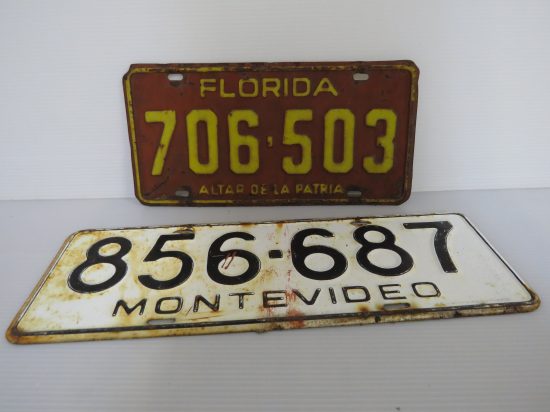 FLORIDA
706·503
ALTAR DE LA PATRIA
856-687
MONTEVIDEO